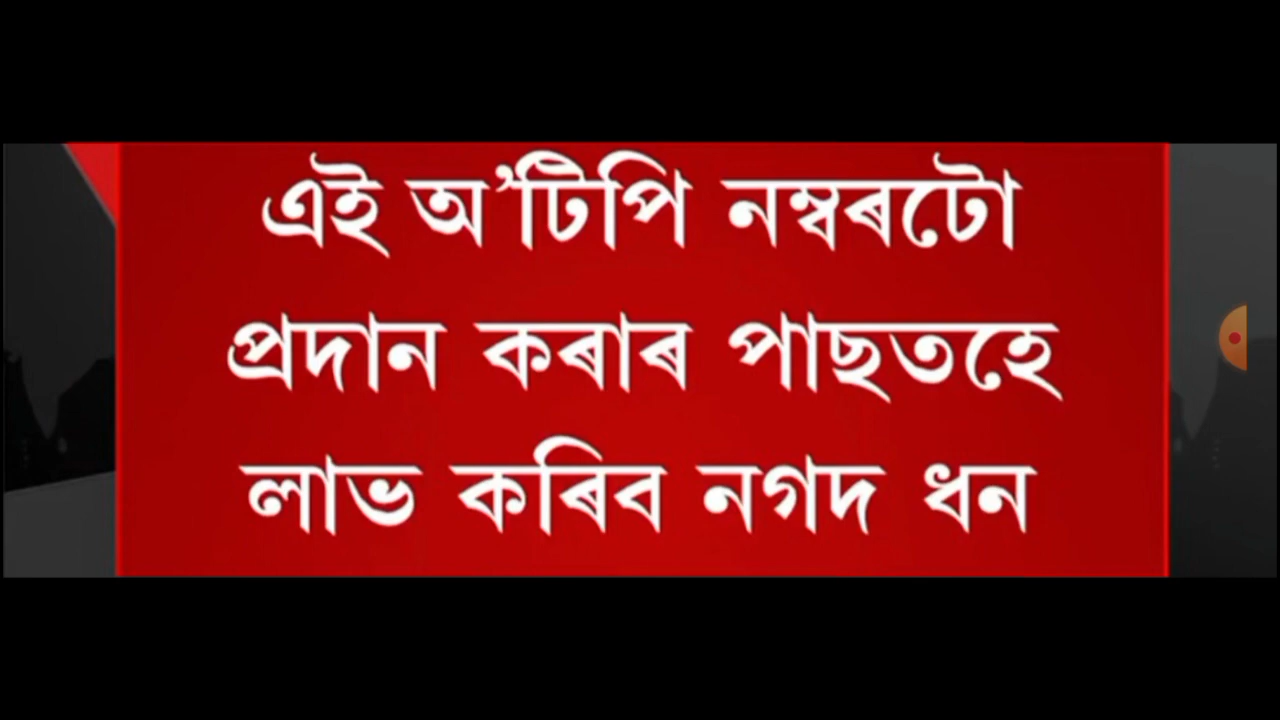 এই অ'টিপি নম্বৰটো
প্ৰদান কৰাৰ পাছতহে
লাভ কৰিব নগদ ধন